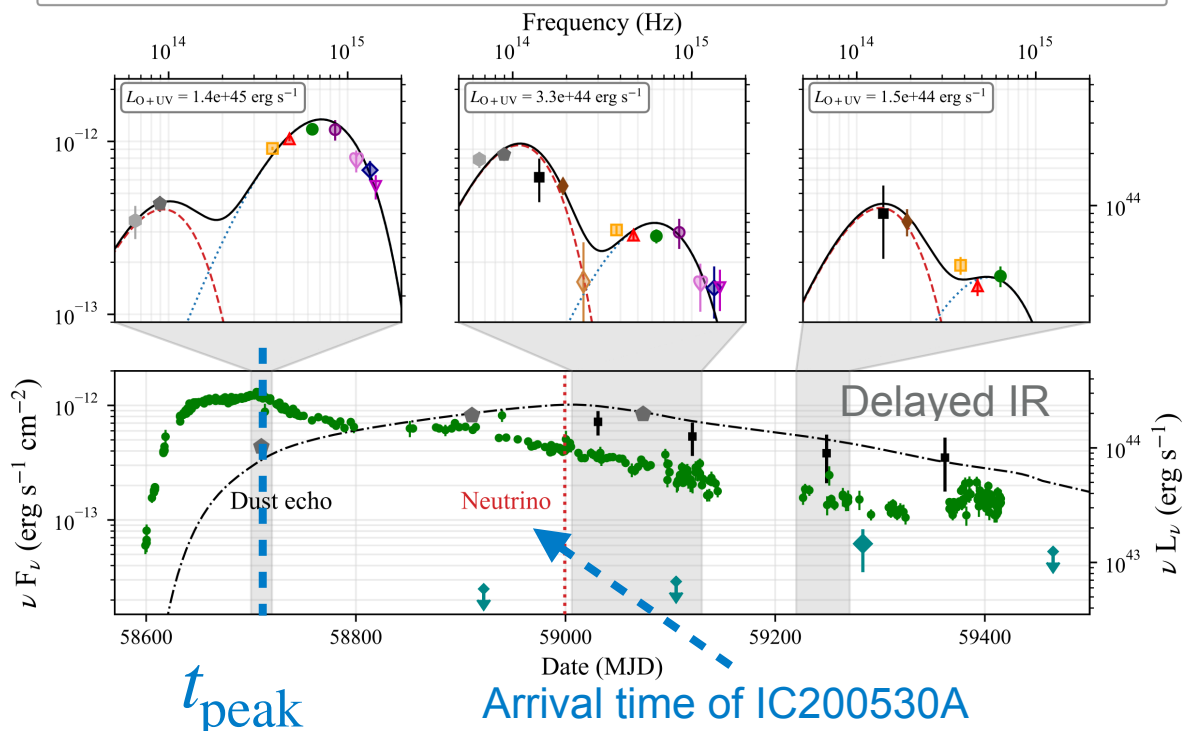 Frequency (Hz)
10^14 10^15 10^14 10^15 10^14 10^15
L_O+UV = 1.4e+45 erg s^−1
L_O+UV = 3.3e+44 erg s^−1
L_O+UV = 1.5e+44 erg s^−1
10^−12
10^−13
10^44
10^−12
10^−13
ν F_ν (erg s^−1 cm^−2)
Delayed IR
Dust echo
Neutrino
10^44
10^43
ν L_ν (erg s^−1)
58600 58800 59000 59200 59400
Date (MJD)
t_peak
Arrival time of IC200530A